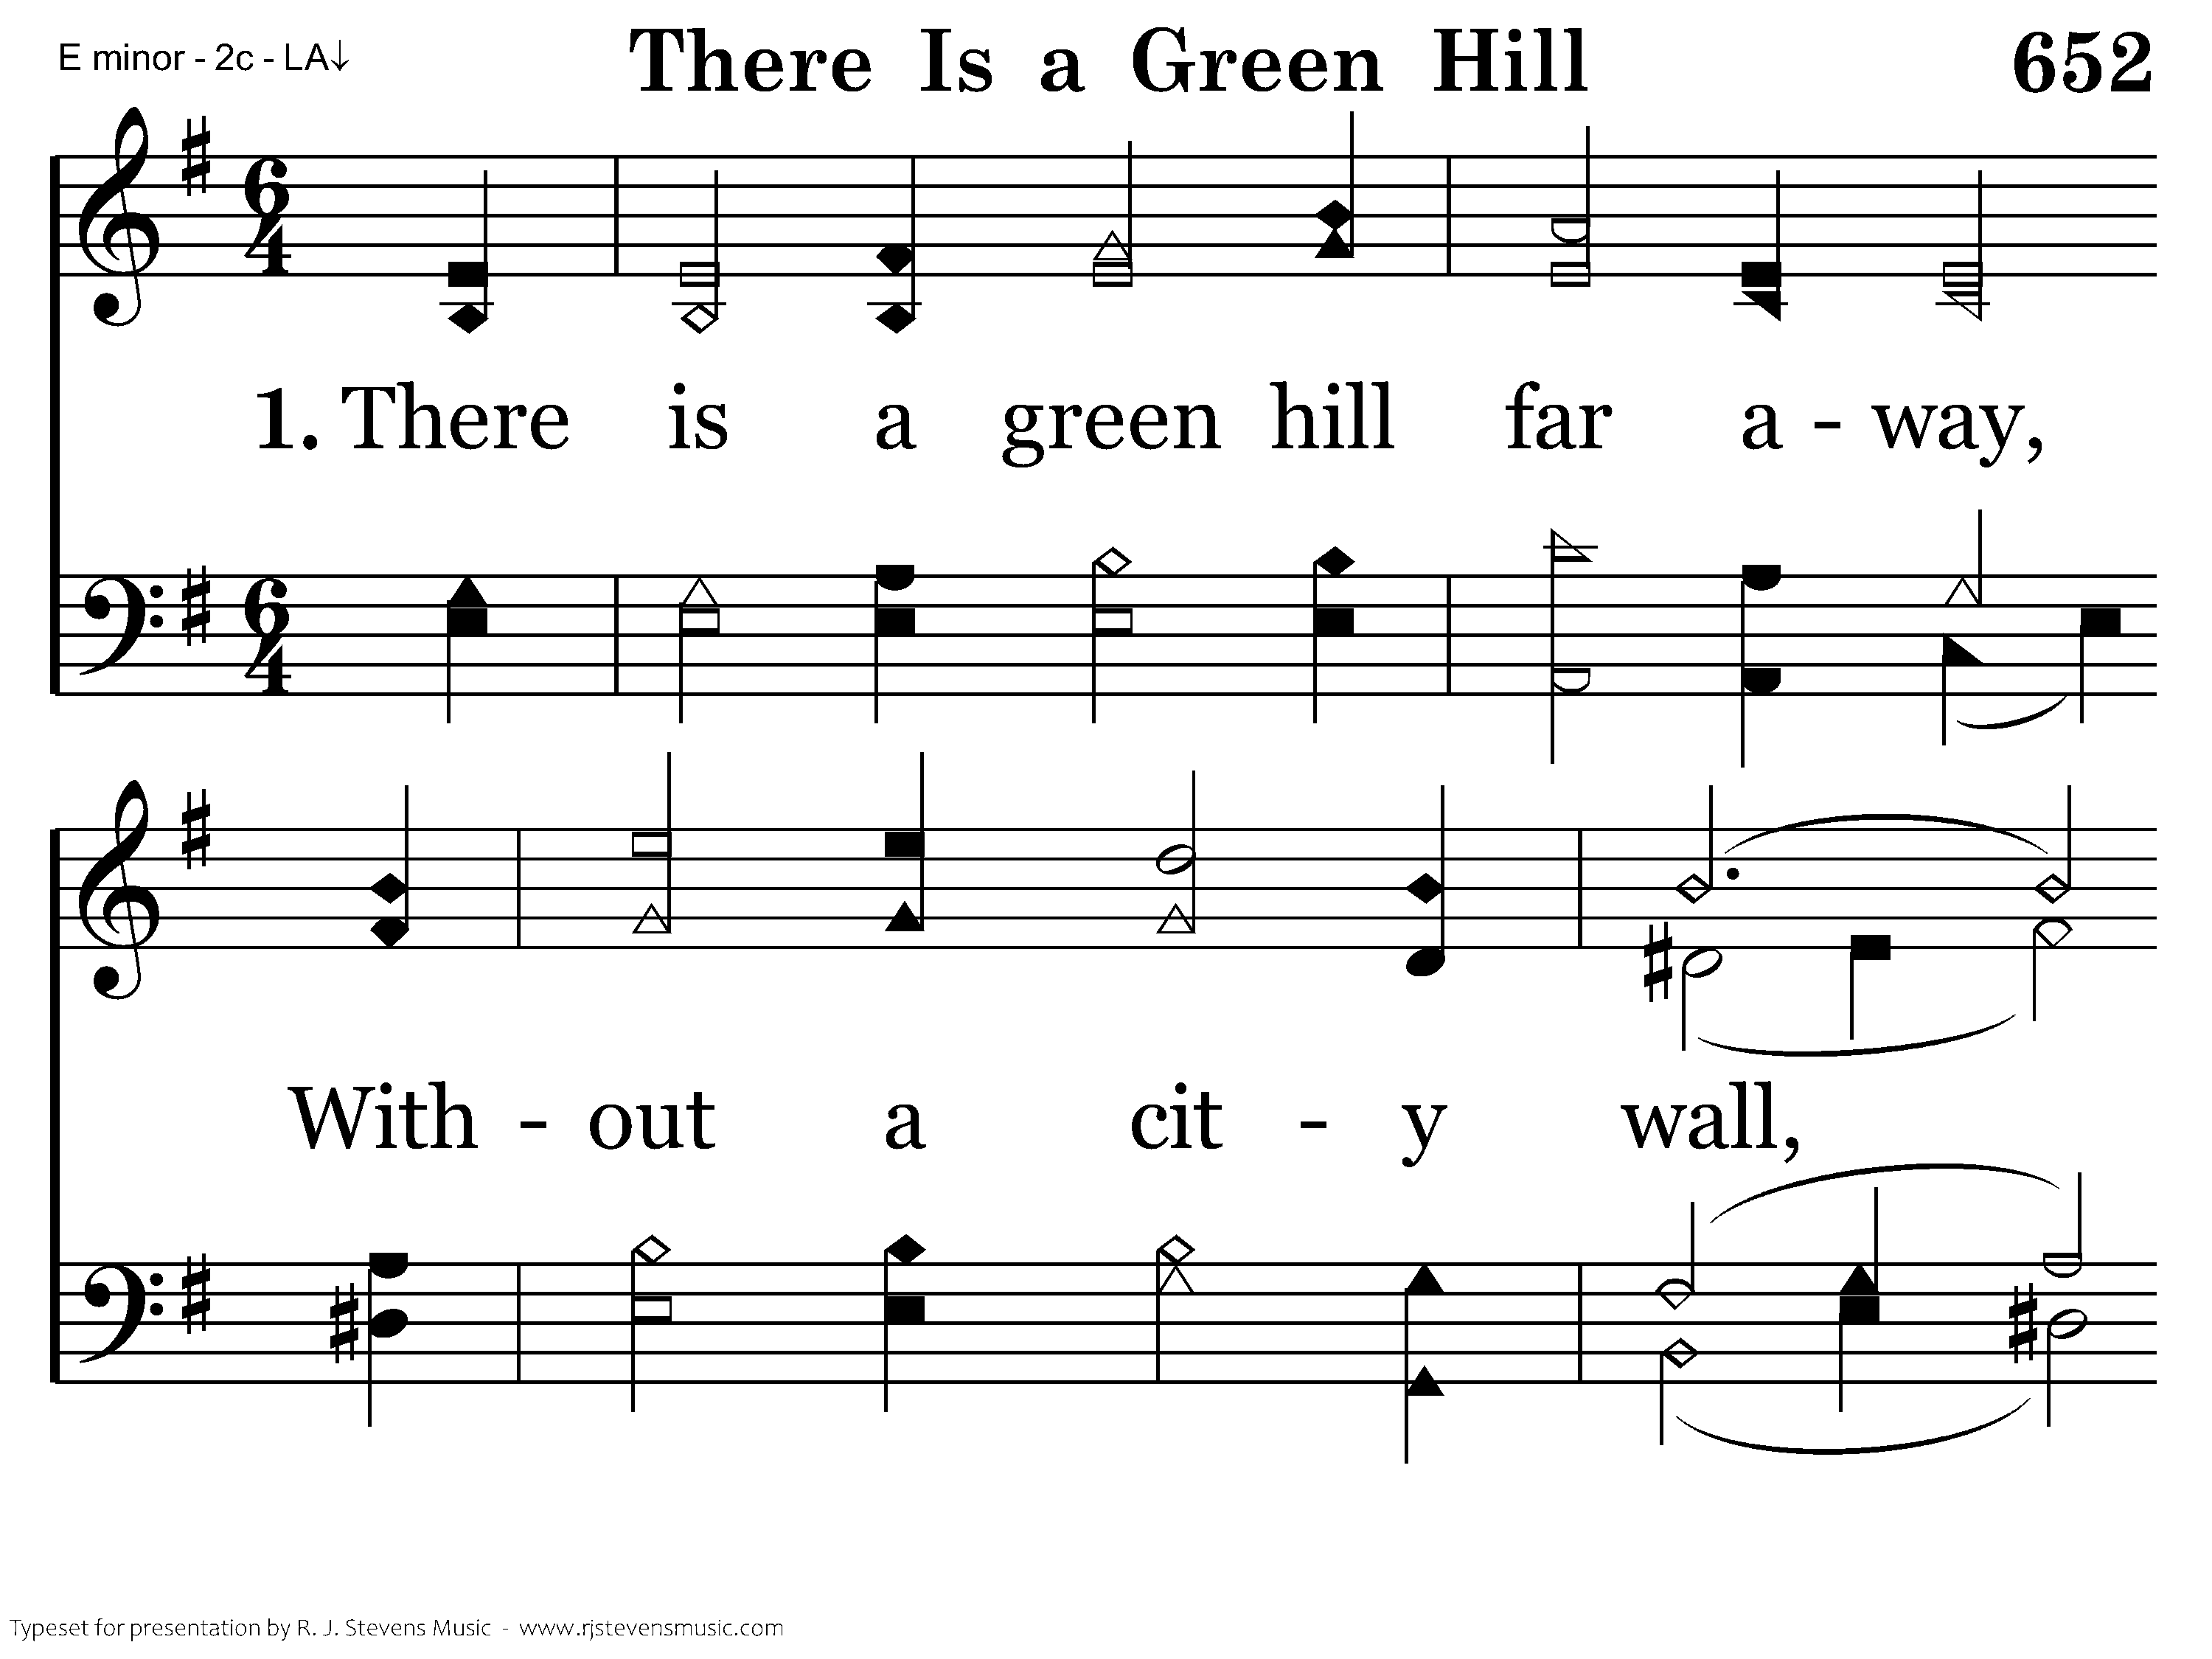 E minor - 2c - LA↓ There Is a Green Hill 652
6
4
1. There is a green hill far a - way,
6
4
With - out a cit - y wall,
Typeset for presentation by R. J. Stevens Music - www.rjstevensmusic.com